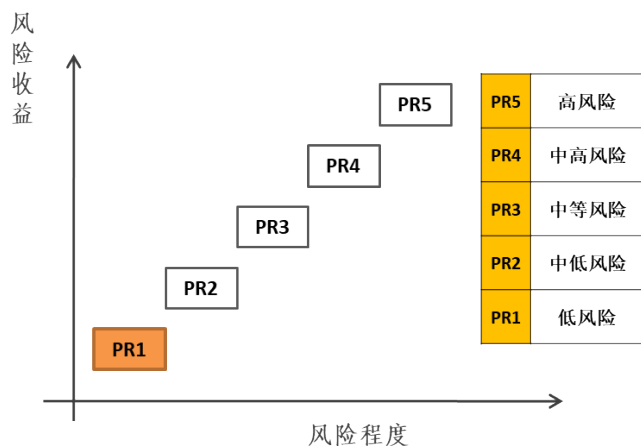 风险收益
PR5
PR4
PR3
PR2
PR1
风险程度
PR5 高风险
PR4 中高风险
PR3 中等风险
PR2 中低风险
PR1 低风险